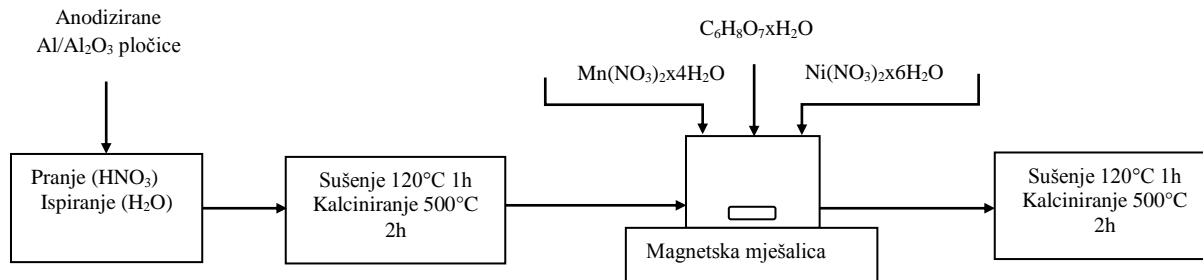 Anodizirane
Al/Al₂O₃ pločice
Pranje (HNO₃)
Ispiranje (H₂O)
Sušenje 120°C 1h
Kalciniranje 500°C
2h
C₆H₈O₇xH₂O
Mn(NO₃)₂x4H₂O
Ni(NO₃)₂x6H₂O
Magnetska mješalica
Sušenje 120°C 1h
Kalciniranje 500°C
2h